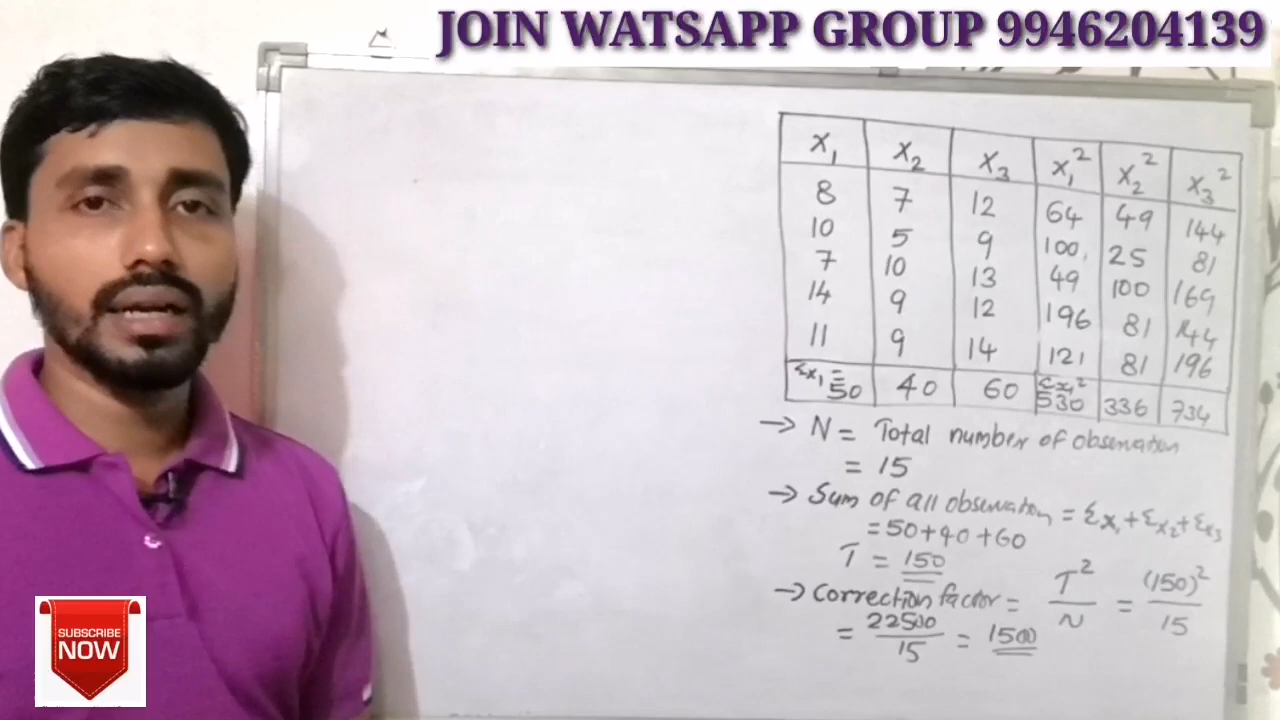 JOIN WATSAPP GROUP 9946204139
X₁ X₂ X₃ X₁² X₂² X₃²
8 7 12 64 49 144
10 5 9 100 25 81
7 10 13 49 100 169
14 9 12 196 81 144
11 9 14 121 81 196
Σx₁ = 50 40 60 Σx₁² 530 336 734
→ N = Total number of observation
= 15
→ Sum of all observation = Σx₁ + Σx₂ + Σx₃
= 50+40+60
T = 150
→ Correction factor = T²/N = (150)²/15
= 22500/15 = 1500
SUBSCRIBE
NOW